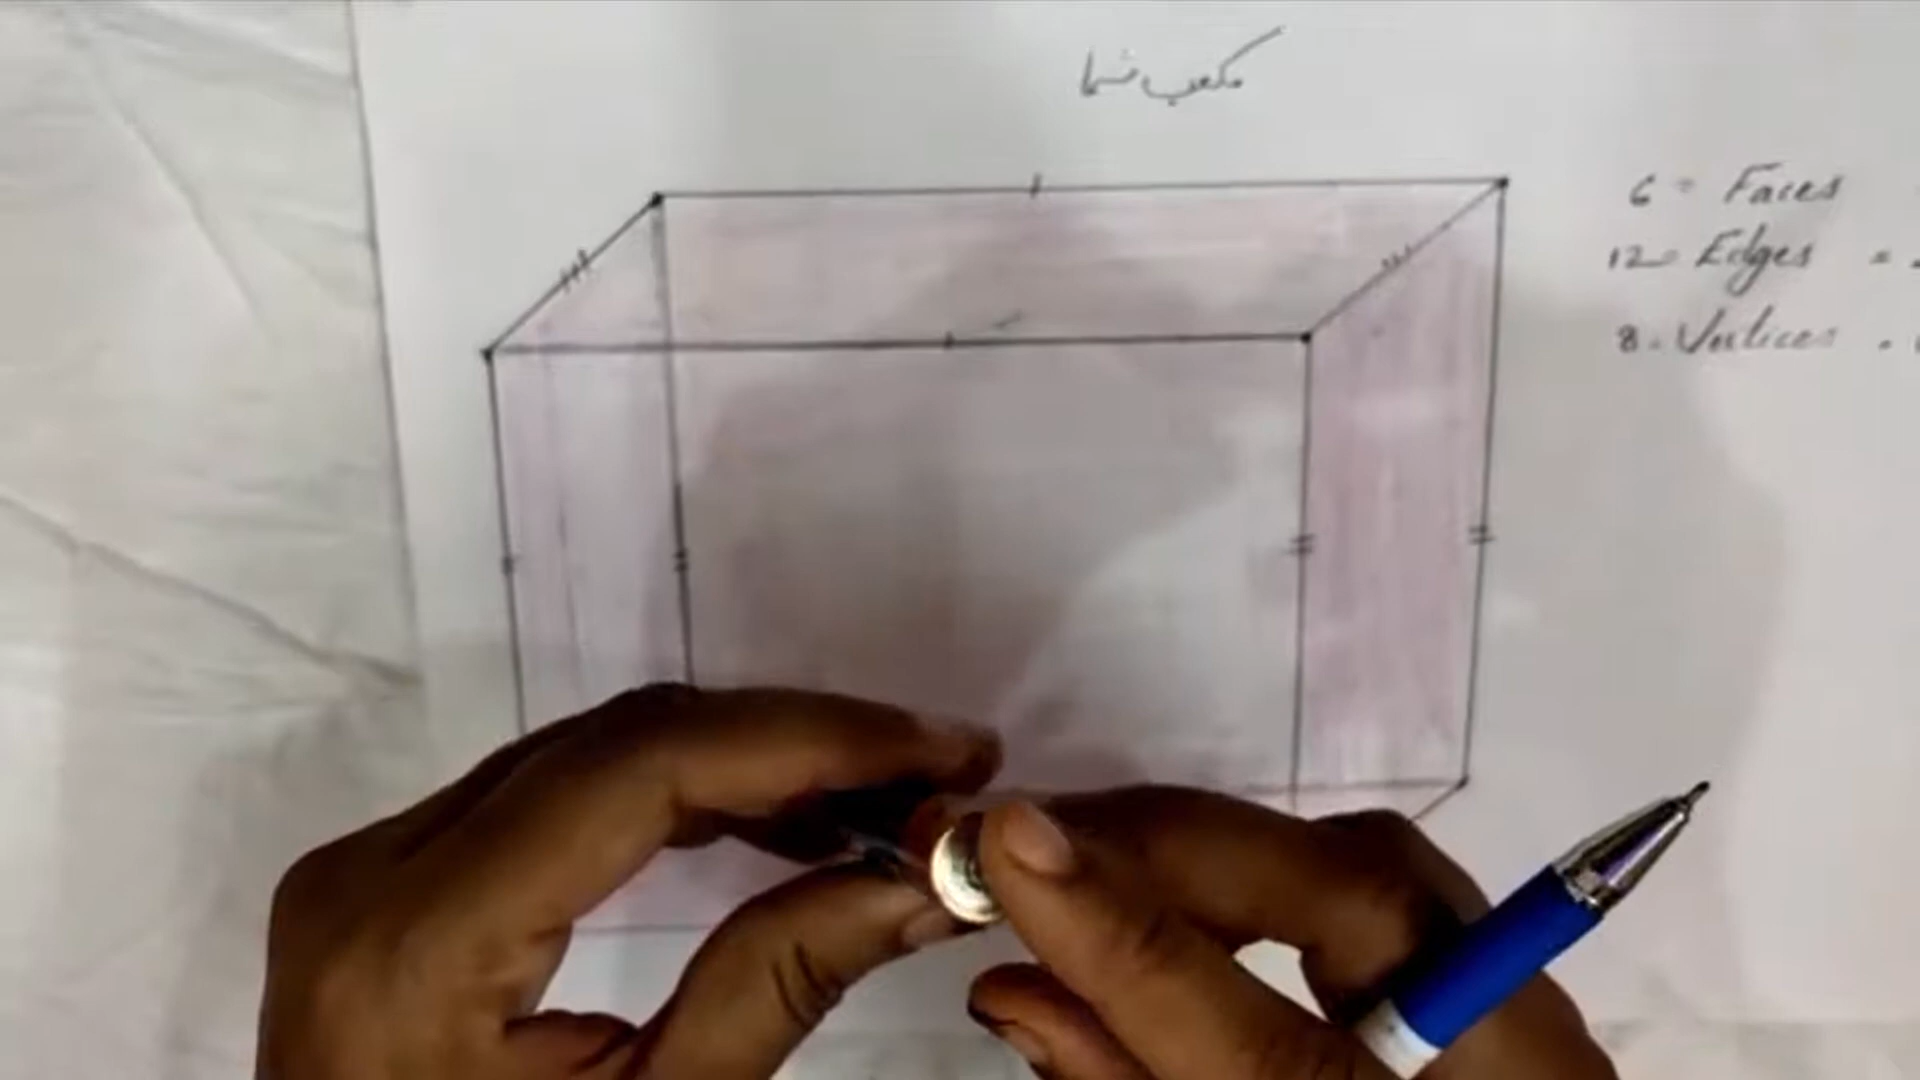 مکعب نما
6 = Faces
12 = Edges =
8 - Vertices -